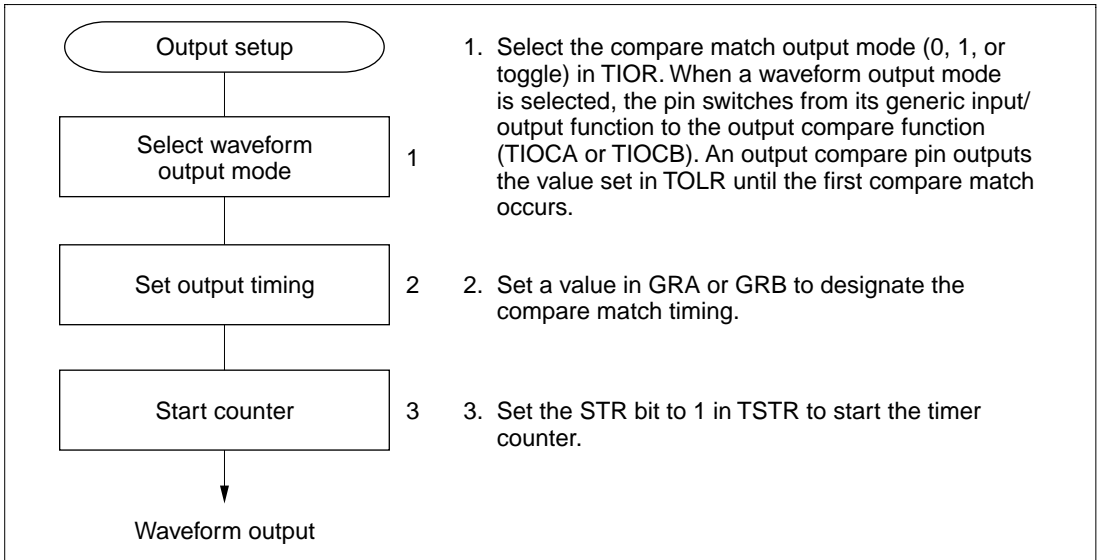 Output setup
Select waveform
output mode
1
1. Select the compare match output mode (0, 1, or
toggle) in TIOR. When a waveform output mode
is selected, the pin switches from its generic input/
output function to the output compare function
(TIOCA or TIOCB). An output compare pin outputs
the value set in TOLR until the first compare match
occurs.
Set output timing
2
2. Set a value in GRA or GRB to designate the
compare match timing.
Start counter
3
3. Set the STR bit to 1 in TSTR to start the timer
counter.
Waveform output